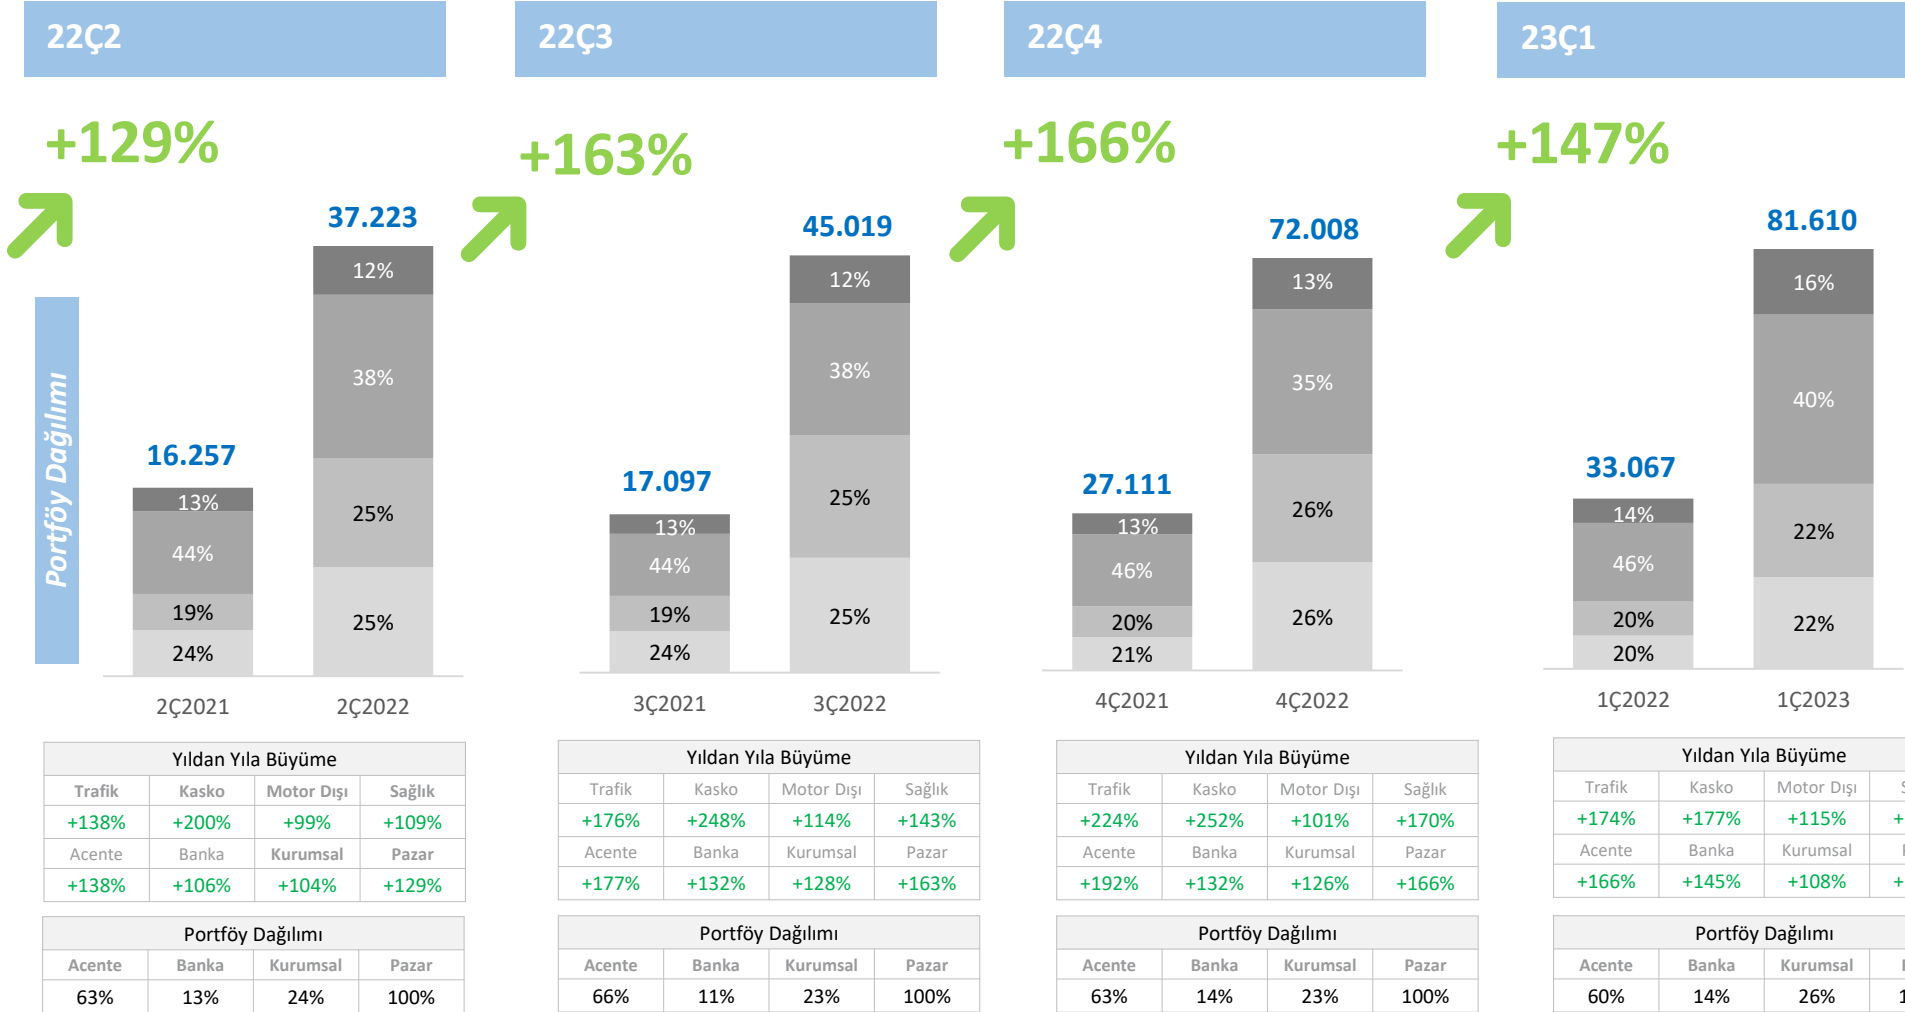 22Ç2
22Ç3
22Ç4
23Ç1
+129%
+163%
+166%
+147%
Portföy Dağılımı
37.223
12%
38%
25%
25%
16.257
13%
44%
19%
24%
2Ç2021 2Ç2022
45.019
12%
38%
25%
25%
17.097
13%
44%
19%
24%
3Ç2021 3Ç2022
72.008
13%
35%
26%
26%
27.111
13%
46%
20%
21%
4Ç2021 4Ç2022
81.610
16%
40%
22%
22%
33.067
14%
46%
20%
20%
1Ç2022 1Ç2023
Yıldan Yıla Büyüme
Trafik Kasko Motor Dışı Sağlık
+138% +200% +99% +109%
Acente Banka Kurumsal Pazar
+138% +106% +104% +129%
Portföy Dağılımı
Acente Banka Kurumsal Pazar
63% 13% 24% 100%
Yıldan Yıla Büyüme
Trafik Kasko Motor Dışı Sağlık
+176% +248% +114% +143%
Acente Banka Kurumsal Pazar
+177% +132% +128% +163%
Portföy Dağılımı
Acente Banka Kurumsal Pazar
66% 11% 23% 100%
Yıldan Yıla Büyüme
Trafik Kasko Motor Dışı Sağlık
+224% +252% +101% +170%
Acente Banka Kurumsal Pazar
+192% +132% +126% +166%
Portföy Dağılımı
Acente Banka Kurumsal Pazar
63% 14% 23% 100%
Yıldan Yıla Büyüme
Trafik Kasko Motor Dışı
+174% +177% +115%
Acente Banka Kurumsal
+166% +145% +108%
Portföy Dağılımı
Acente Banka Kurumsal
60% 14% 26%